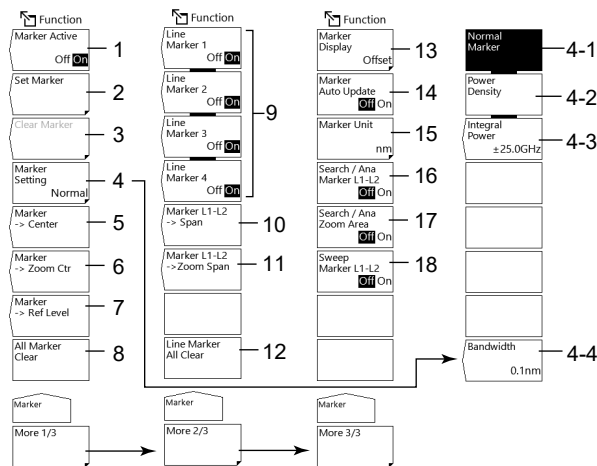 Function
Marker Active
Off On
1
Set Marker
2
Clear Marker
3
Marker
Setting
Normal
4
Marker
-> Center
5
Marker
-> Zoom Ctr
6
Marker
-> Ref Level
7
All Marker
Clear
8
Marker
More 1/3
Function
Line
Marker 1
Off On
Line
Marker 2
Off On
Line
Marker 3
Off On
Line
Marker 4
Off On
9
Marker L1-L2
-> Span
10
Marker L1-L2
->Zoom Span
11
Line Marker
All Clear
12
Marker
More 2/3
Function
Marker
Display
Offset
13
Marker
Auto Update
Off On
14
Marker Unit
nm
15
Search / Ana
Marker L1-L2
Off On
16
Search / Ana
Zoom Area
Off On
17
Sweep
Marker L1-L2
Off On
18
Marker
More 3/3
Normal
Marker
4-1
Power
Density
4-2
Integral
Power
±25.0GHz
4-3
Bandwidth
0.1nm
4-4